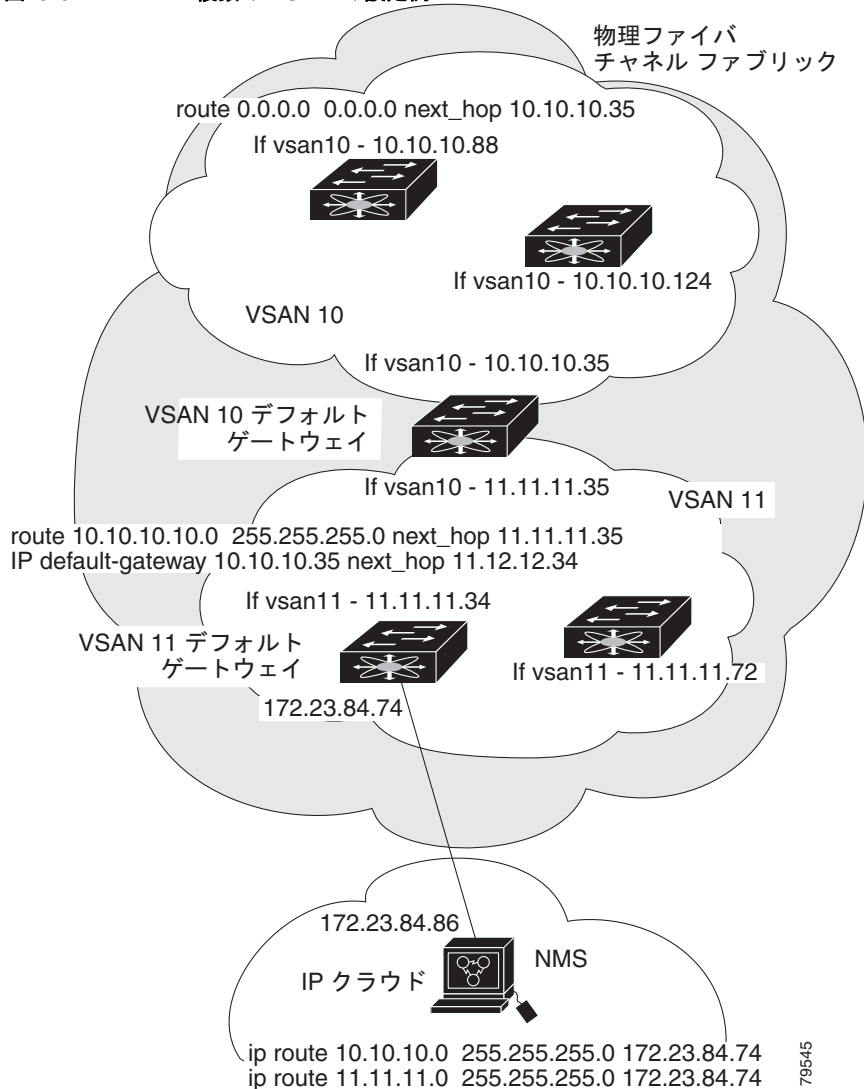 物理ファイバ
チャネル ファブリック
route 0.0.0.0 0.0.0.0 next_hop 10.10.10.35
If vsan10 - 10.10.10.88
If vsan10 - 10.10.10.124
VSAN 10
If vsan10 - 10.10.10.35
VSAN 10 デフォルト
ゲートウェイ
If vsan10 - 11.11.11.35
VSAN 11
route 10.10.10.10.0 255.255.255.0 next_hop 11.11.11.35
IP default-gateway 10.10.10.35 next_hop 11.12.12.34
If vsan11 - 11.11.11.34
VSAN 11 デフォルト
ゲートウェイ
If vsan11 - 11.11.11.72
172.23.84.74
172.23.84.86
NMS
IP クラウド
ip route 10.10.10.0 255.255.255.0 172.23.84.74
ip route 11.11.11.0 255.255.255.0 172.23.84.74
79545